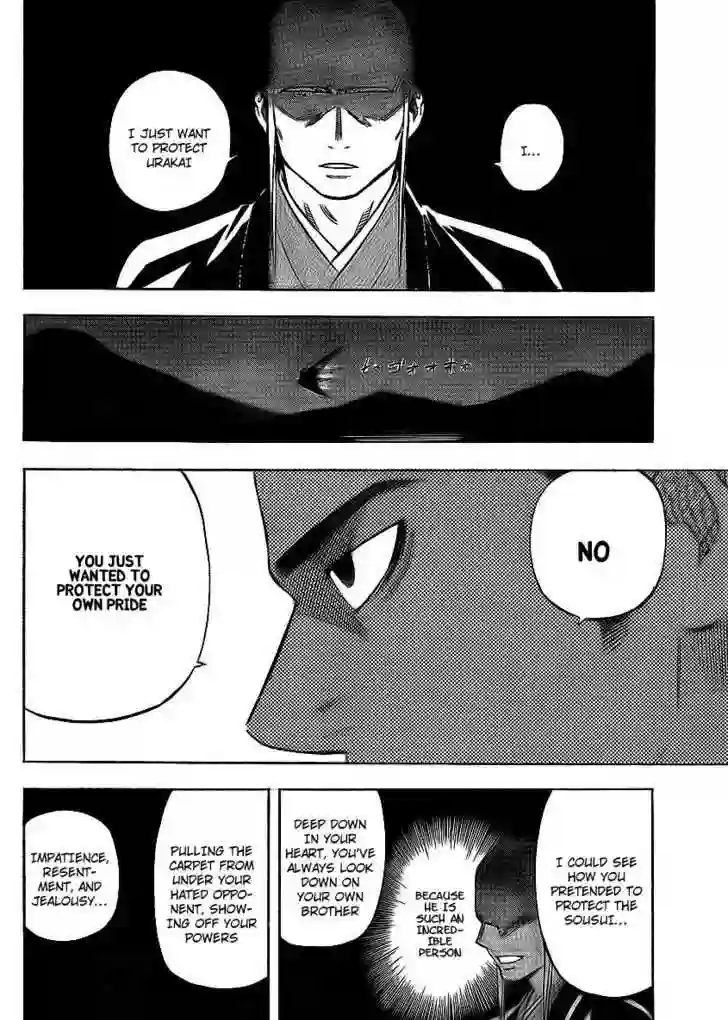 I...
I JUST WANT
TO PROTECT
URAKAI
NO
YOU JUST
WANTED TO
PROTECT YOUR
OWN PRIDE
I COULD SEE
HOW YOU
PRETENDED TO
PROTECT THE
SOUSUI...
BECAUSE
HE IS
SUCH AN
INCRED-
IBLE
PERSON
DEEP DOWN
IN YOUR
HEART, YOU'VE
ALWAYS LOOK
DOWN ON
YOUR OWN
BROTHER
PULLING THE
CARPET FROM
UNDER YOUR
HATED OPPO-
NENT, SHOW-
ING OFF YOUR
POWERS
IMPATIENCE,
RESENT-
MENT, AND
JEALOUSY...